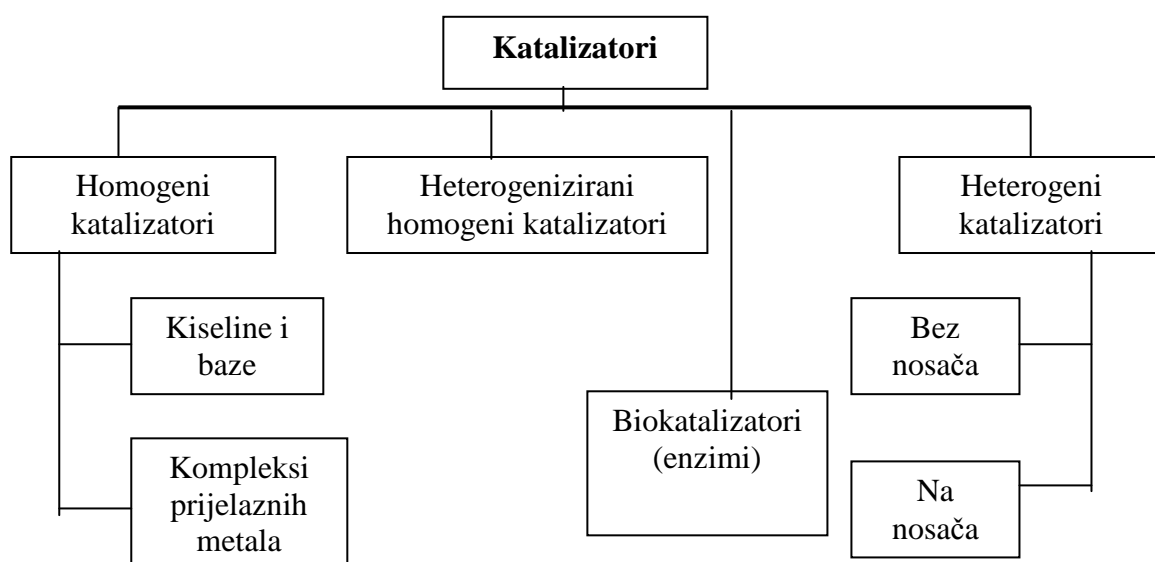 Katalizatori
Homogeni
katalizatori
Heterogenizirani
homogeni katalizatori
Heterogeni
katalizatori
Kiseline i
baze
Bez
nosača
Biokatalizatori
(enzimi)
Kompleksi
prijelaznih
metala
Na
nosača